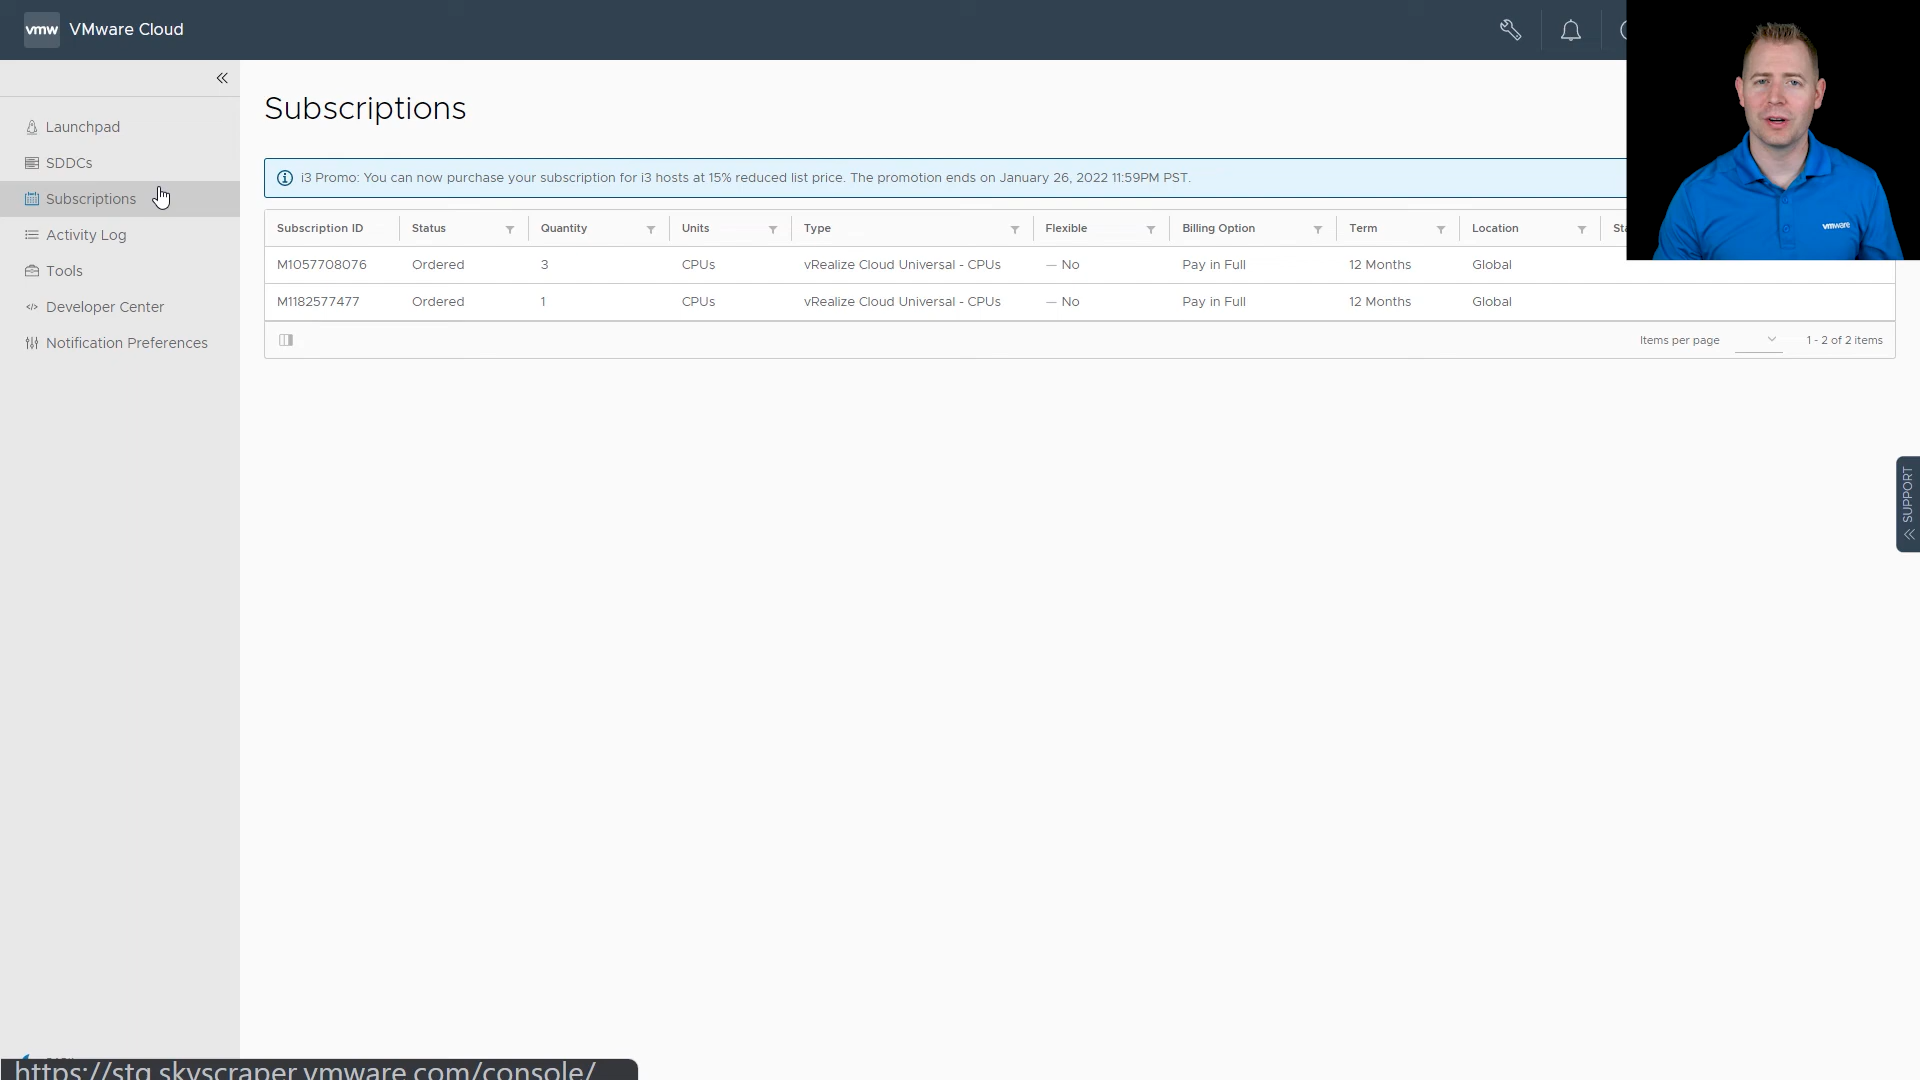 vmw VMware Cloud
Launchpad
SDDCs
Subscriptions
Activity Log
Tools
Developer Center
Notification Preferences
Subscriptions
i3 Promo: You can now purchase your subscription for i3 hosts at 15% reduced list price. The promotion ends on January 26, 2022 11:59PM PST.
Subscription ID Status Quantity Units Type Flexible Billing Option Term Location
M1057708076 Ordered 3 CPUs vRealize Cloud Universal - CPUs — No Pay in Full 12 Months Global
M1182577477 Ordered 1 CPUs vRealize Cloud Universal - CPUs — No Pay in Full 12 Months Global
Items per page 1 - 2 of 2 items
SUPPORT
vmware
https://stg.skyscraper.vmware.com/console/